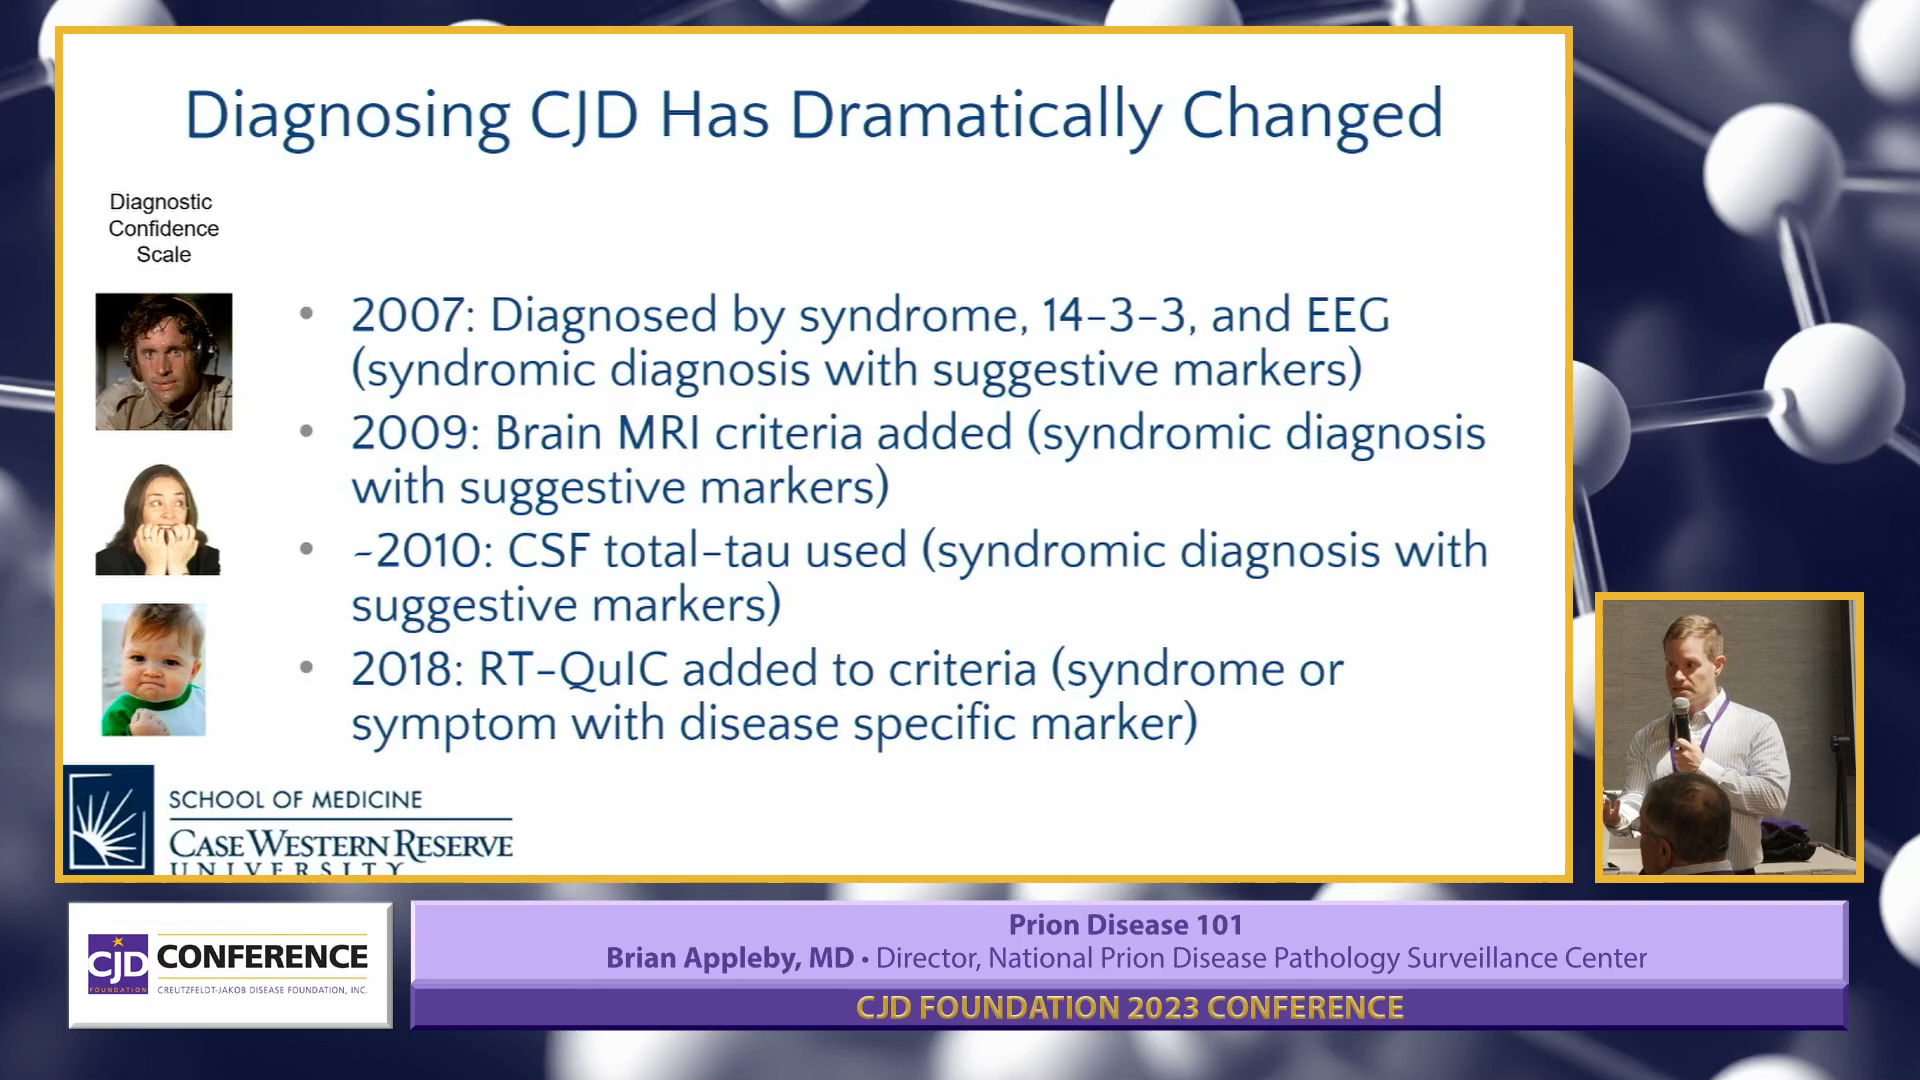 Diagnosing CJD Has Dramatically Changed
Diagnostic
Confidence
Scale
• 2007: Diagnosed by syndrome, 14-3-3, and EEG
(syndromic diagnosis with suggestive markers)
• 2009: Brain MRI criteria added (syndromic diagnosis
with suggestive markers)
• ~2010: CSF total-tau used (syndromic diagnosis with
suggestive markers)
• 2018: RT-QuIC added to criteria (syndrome or
symptom with disease specific marker)
SCHOOL OF MEDICINE
CASE WESTERN RESERVE
UNIVERSITY
CJD
FOUNDATION
CONFERENCE
CREUTZFELDT-JAKOB DISEASE FOUNDATION, INC.
Prion Disease 101
Brian Appleby, MD • Director, National Prion Disease Pathology Surveillance Center
CJD FOUNDATION 2023 CONFERENCE